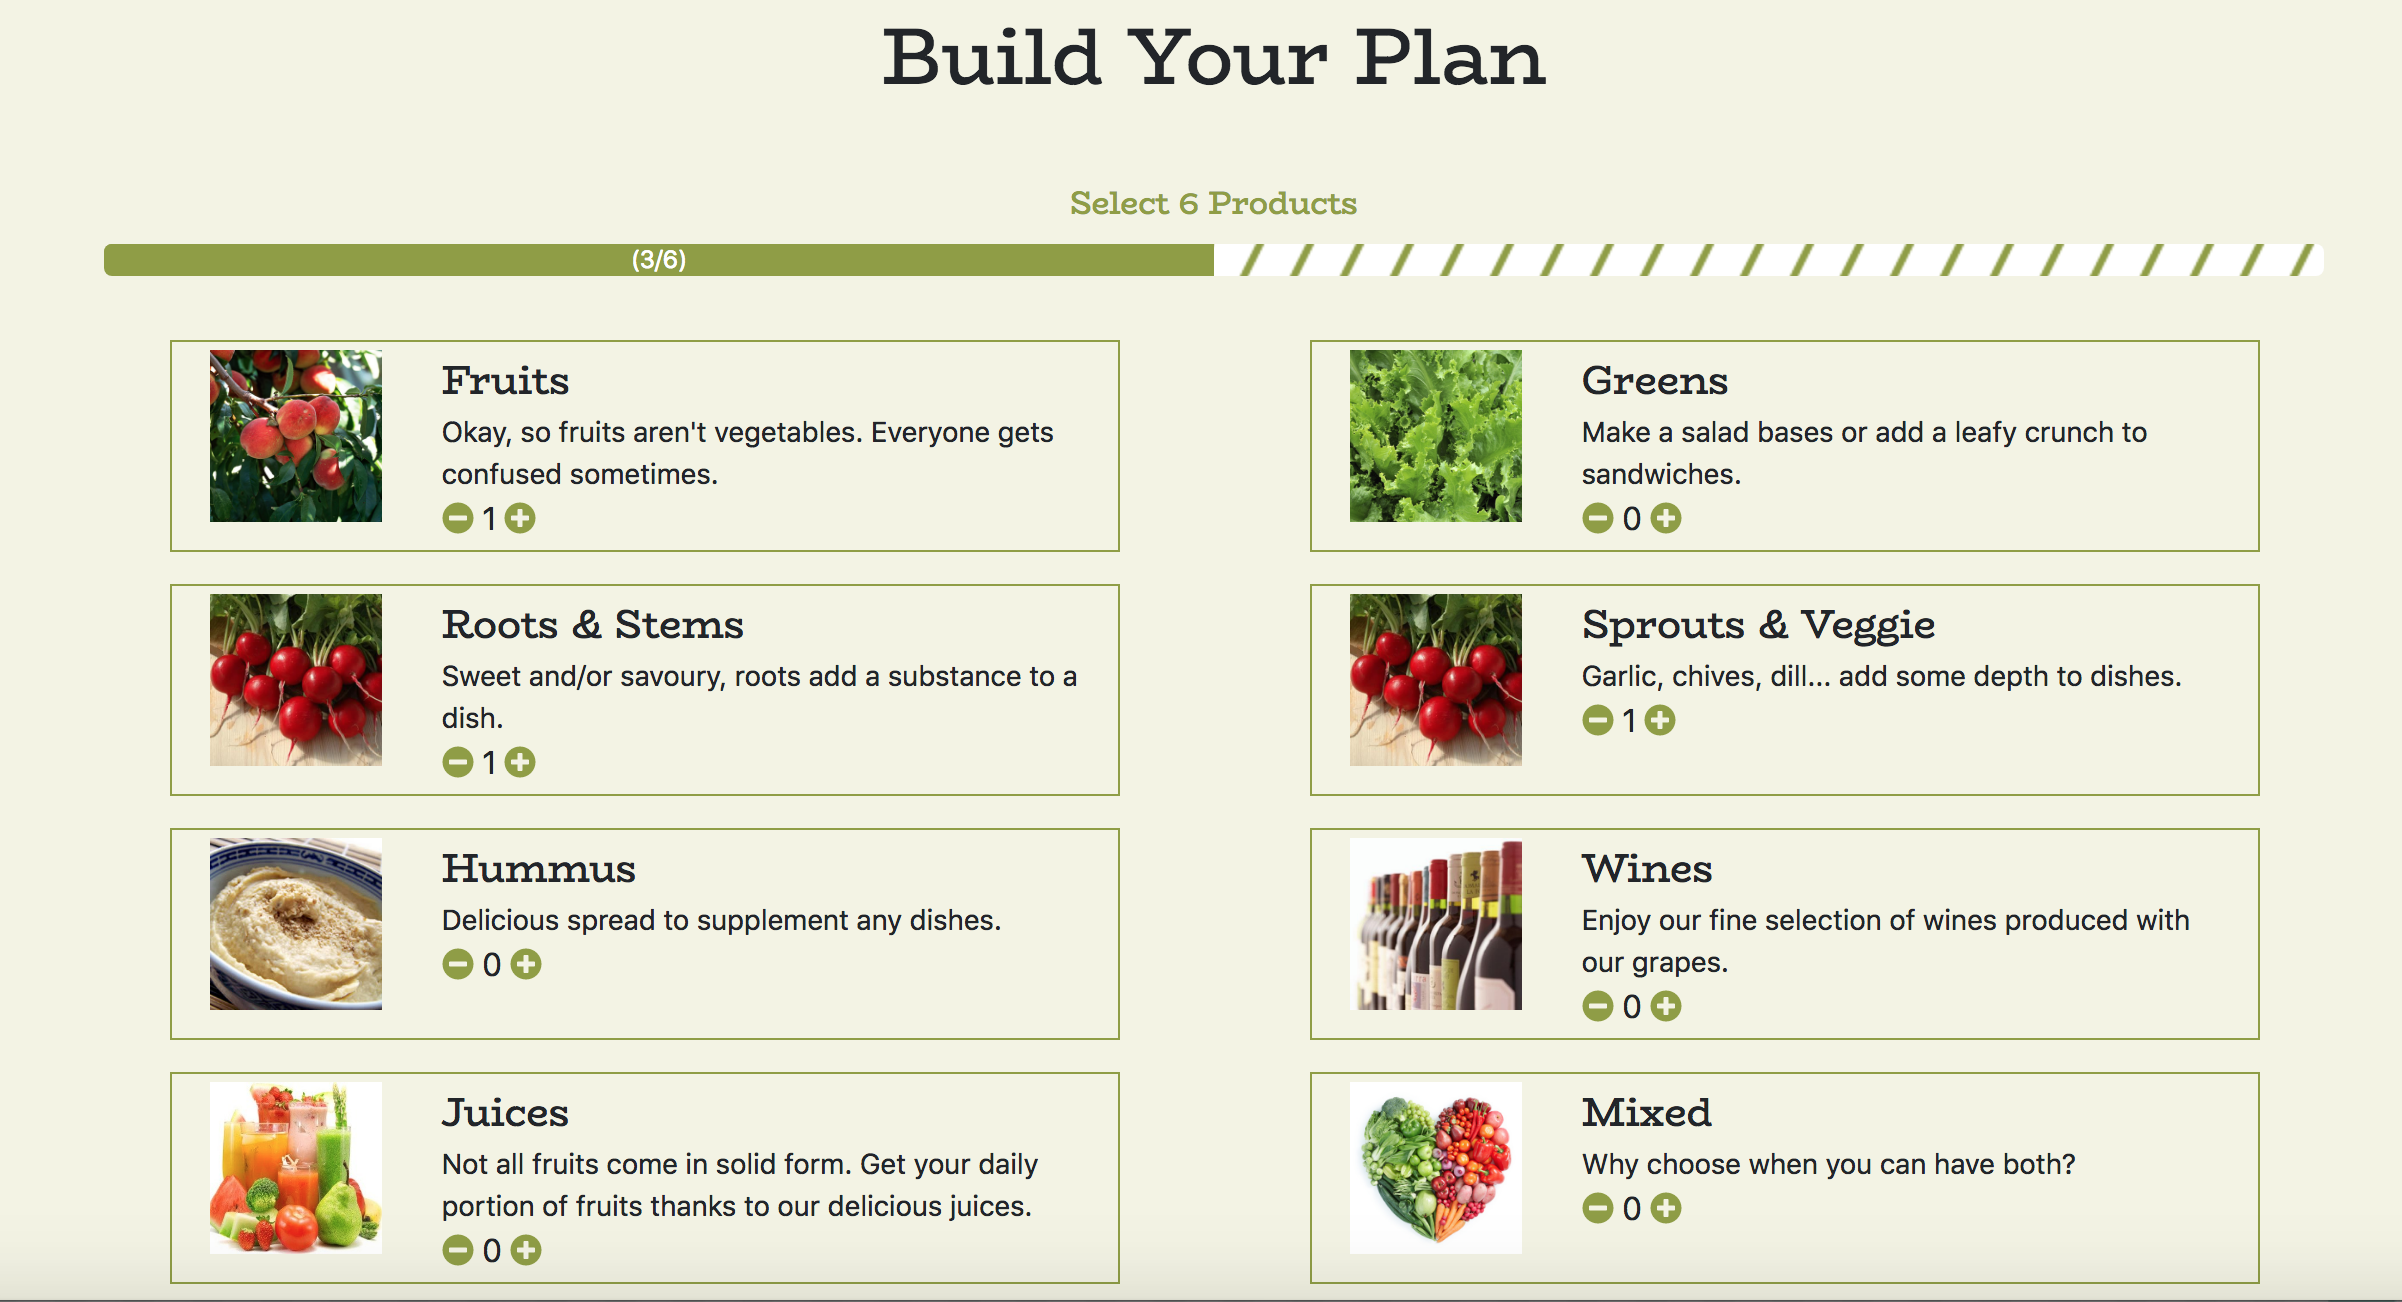 Build Your Plan
Select 6 Products
(3/6)
Fruits
Okay, so fruits aren't vegetables. Everyone gets
confused sometimes.
1
Greens
Make a salad bases or add a leafy crunch to
sandwiches.
0
Roots & Stems
Sweet and/or savoury, roots add a substance to a
dish.
1
Sprouts & Veggie
Garlic, chives, dill... add some depth to dishes.
1
Hummus
Delicious spread to supplement any dishes.
0
Wines
Enjoy our fine selection of wines produced with
our grapes.
0
Juices
Not all fruits come in solid form. Get your daily
portion of fruits thanks to our delicious juices.
0
Mixed
Why choose when you can have both?
0